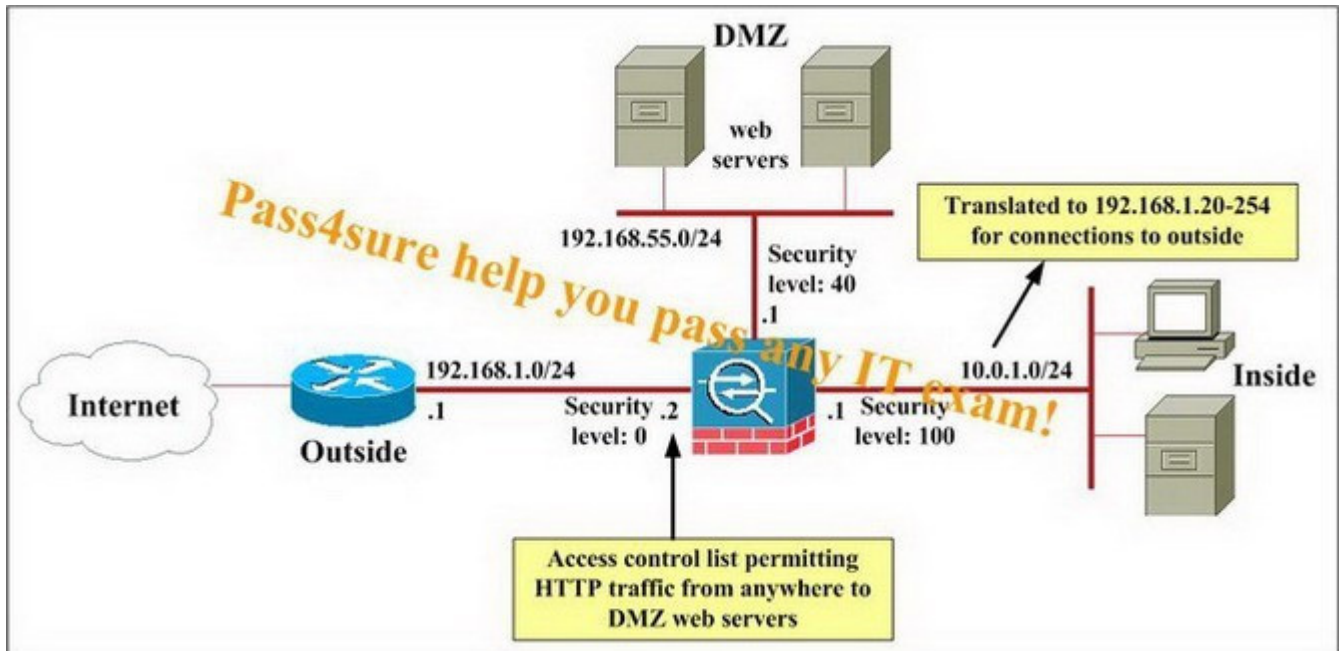 DMZ
web
servers
Translated to 192.168.1.20-254
for connections to outside
192.168.55.0/24
Security
level: 40
.1
Pass4sure help you pass any IT exam!
Internet
192.168.1.0/24
.1
Outside
Security
level: 0
.2
10.0.1.0/24
.1
Security
level: 100
Inside
Access control list permitting
HTTP traffic from anywhere to
DMZ web servers